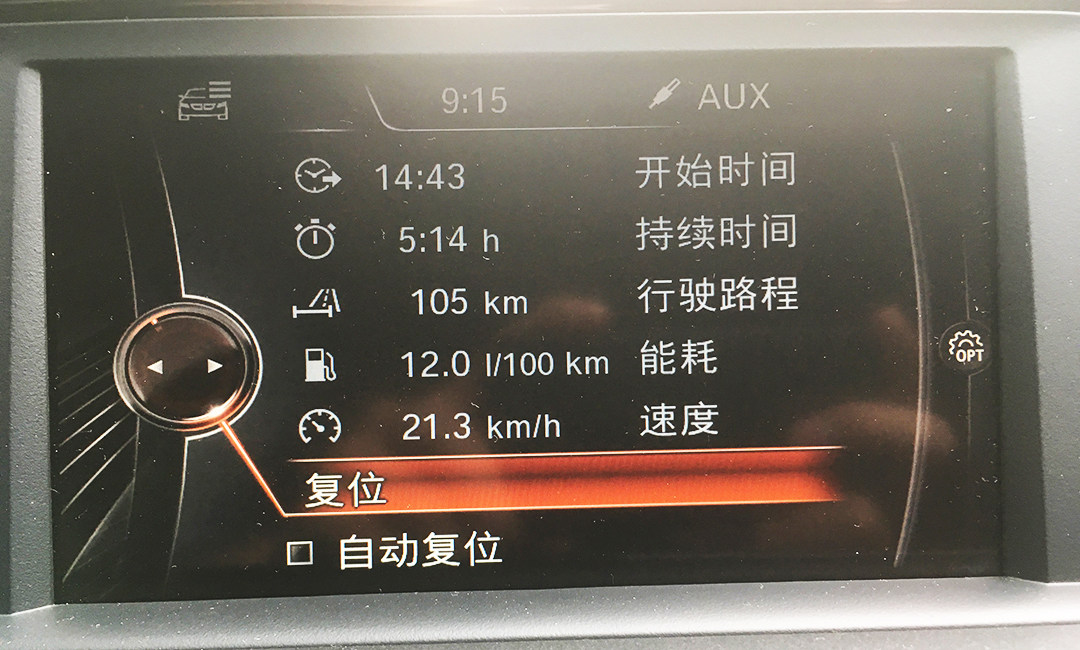 9:15 AUX
14:43 开始时间
5:14 h 持续时间
105 km 行驶路程
12.0 l/100 km 能耗
OPT
21.3 km/h 速度
复位
自动复位